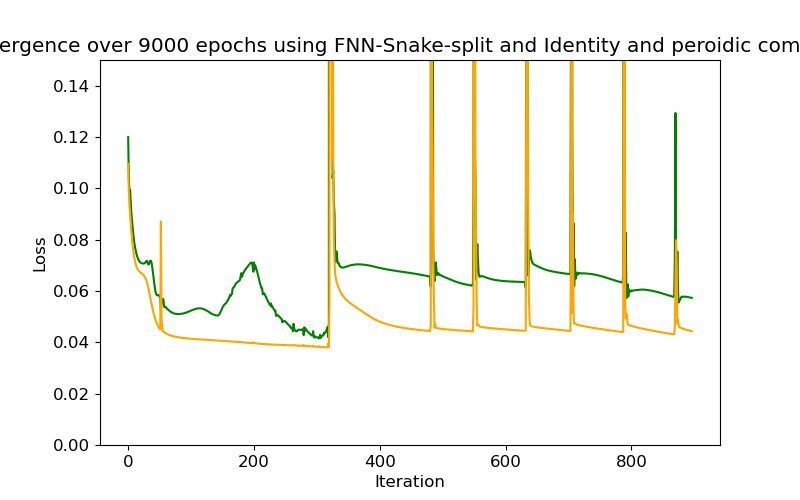 ergence over 9000 epochs using FNN-Snake-split and Identity and peroidic com
0.14
0.12
0.10
0.08
0.06
0.04
0.02
0.00
Loss
0 200 400 600 800
Iteration